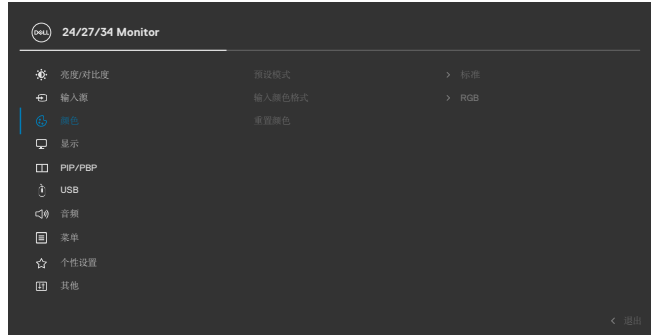 DELL 24/27/34 Monitor
亮度/对比度 预设模式 > 标准
输入源 输入颜色格式 > RGB
颜色 重置颜色
显示
PIP/PBP
USB
音频
菜单
个性设置
其他
< 退出